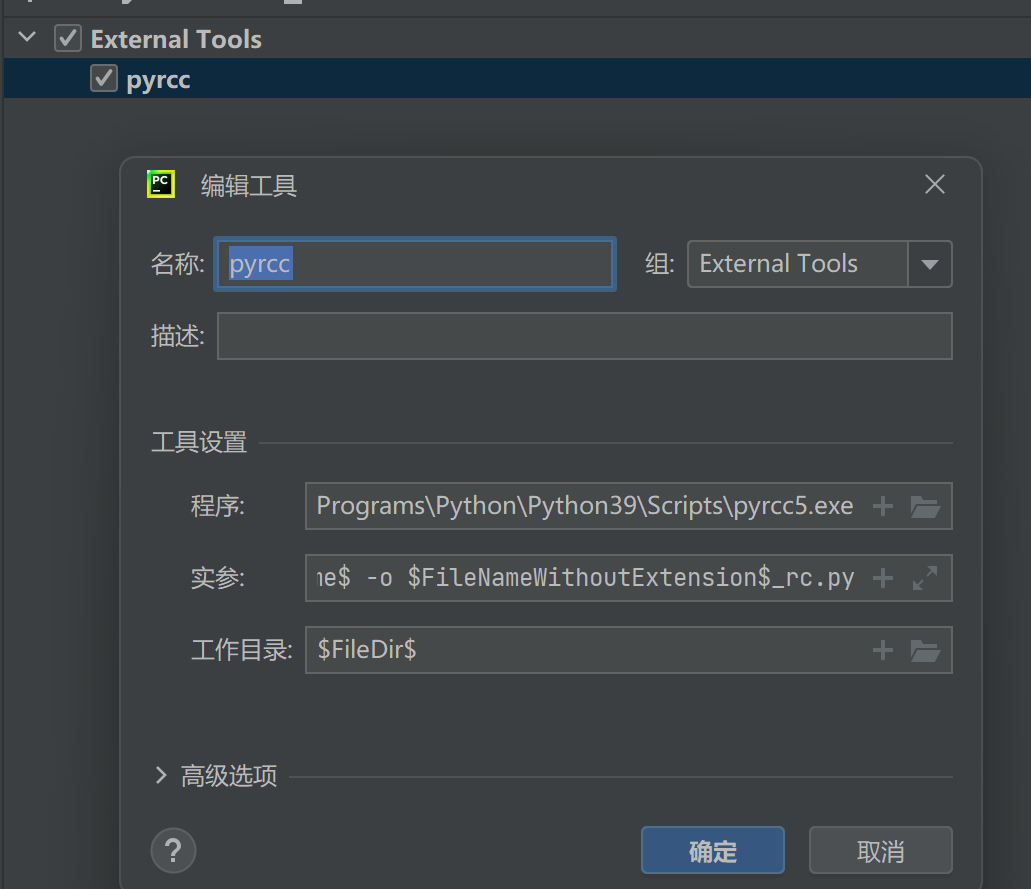 External Tools
pyrcc
PC
编辑工具
名称: pyrcc 组: External Tools
描述:
工具设置
程序: Programs\Python\Python39\Scripts\pyrcc5.exe
实参: me$ -o $FileNameWithoutExtension$_rc.py
工作目录: $FileDir$
高级选项
?
确定 取消